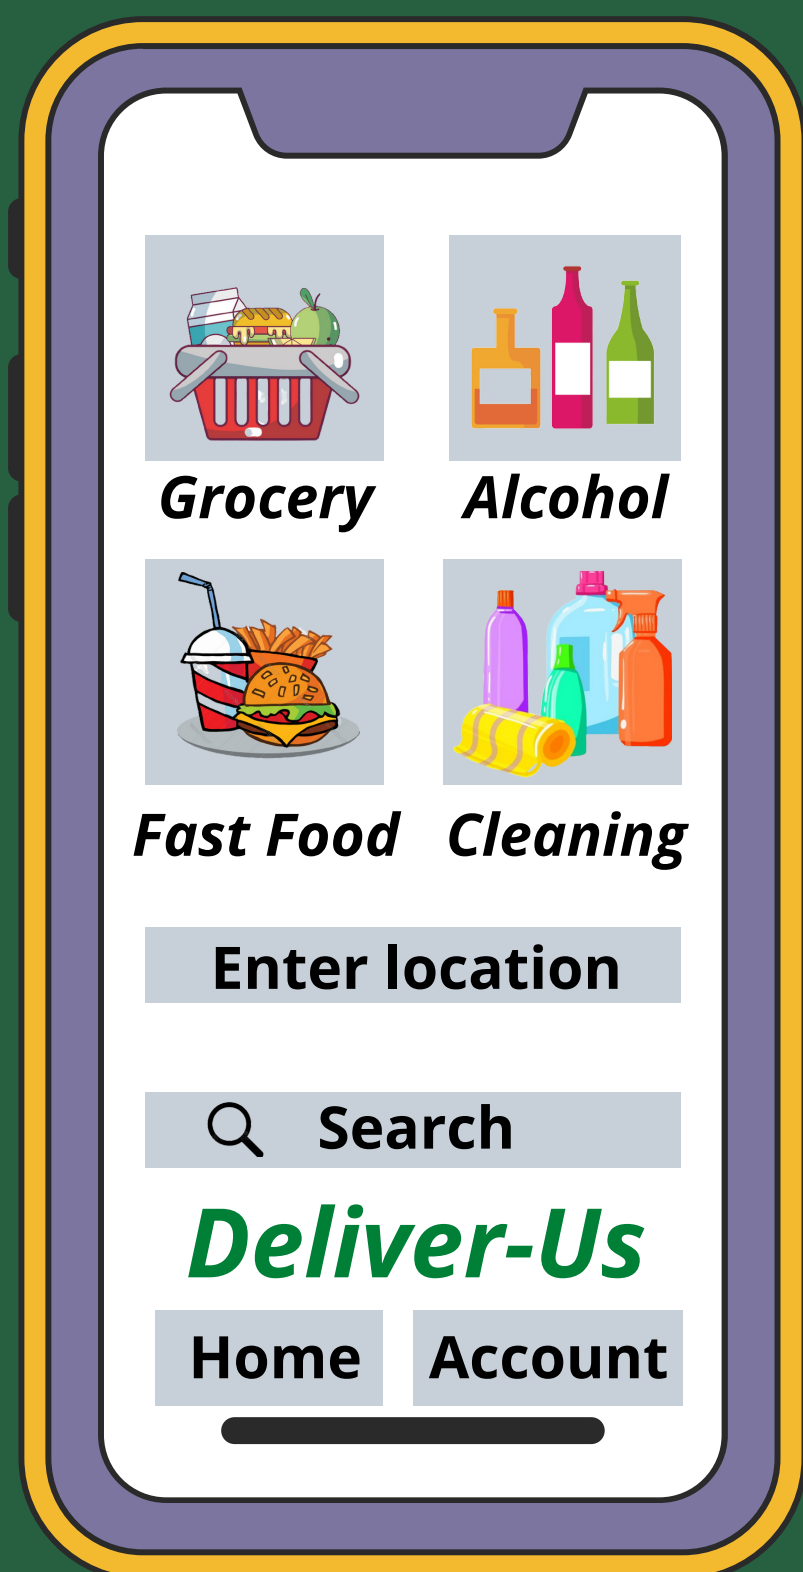 Grocery
Alcohol
Fast Food
Cleaning
Enter location
Search
Deliver-Us
Home
Account